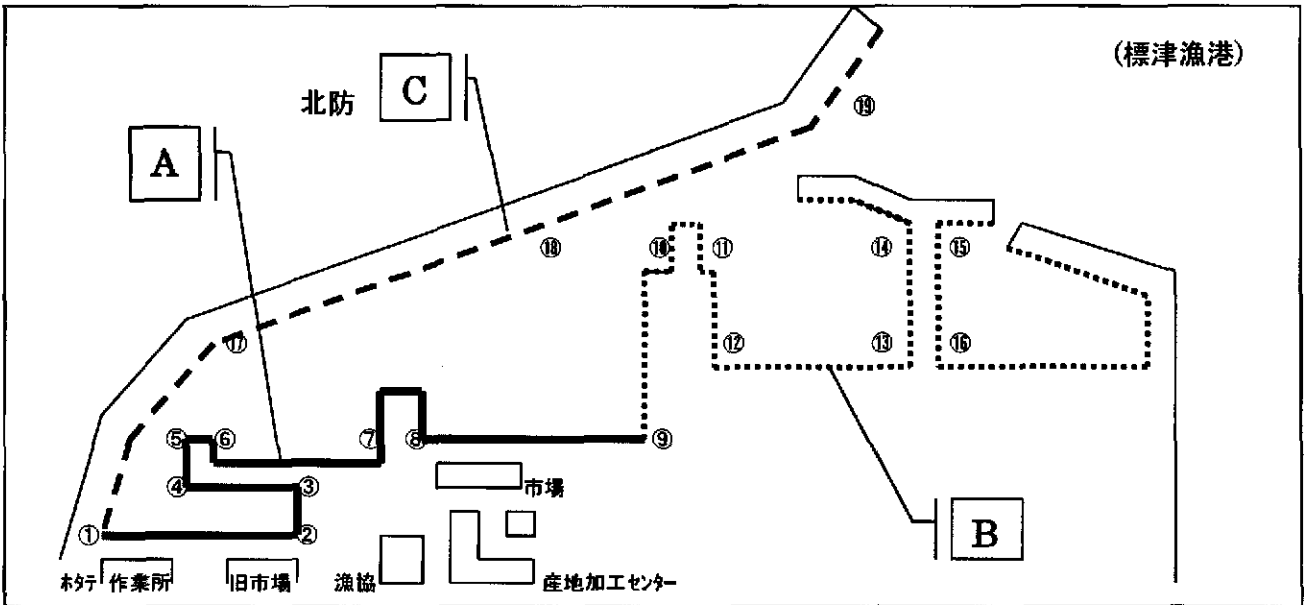 (標津漁港)
北防
C
A
⑲
⑱
⑩
⑪
⑭
⑮
⑰
⑫
⑬
⑯
⑤
⑥
⑦
⑧
⑨
④
③
市場
①
②
B
ホタテ 作業所
旧市場
漁協
産地加工センター